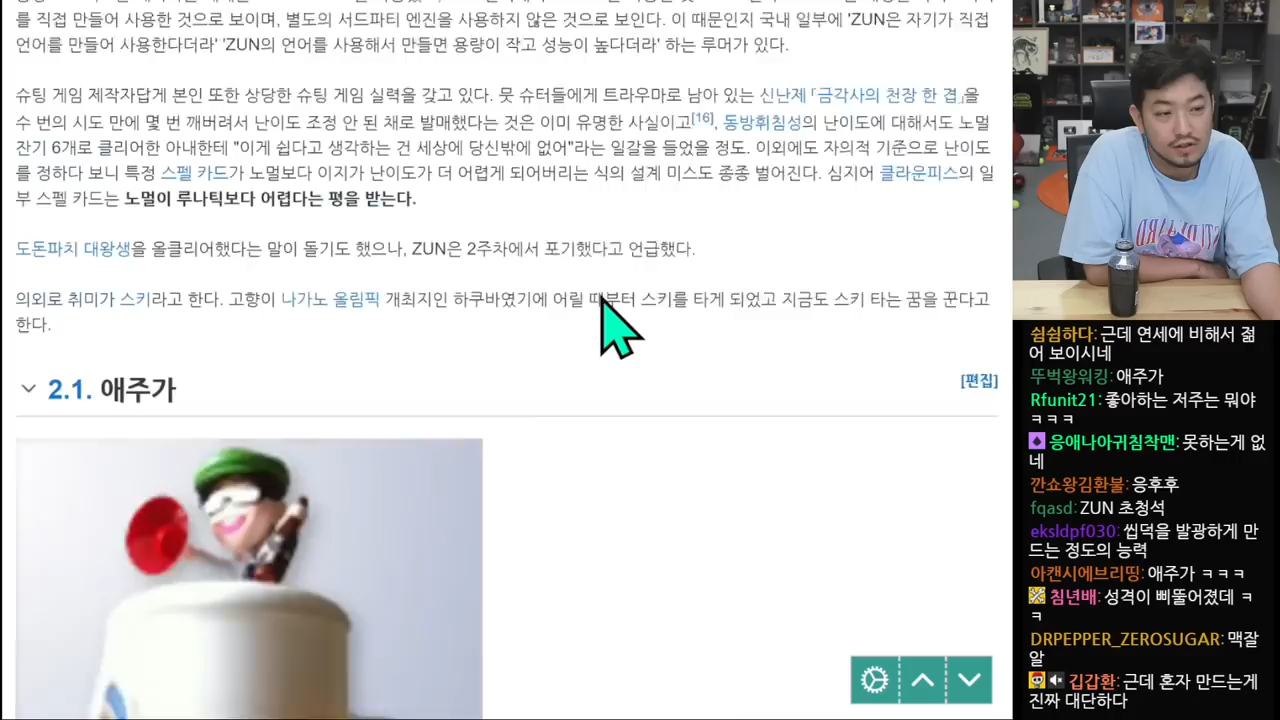 를 직접 만들어 사용한 것으로 보이며, 별도의 서드파티 엔진을 사용하지 않은 것으로 보인다. 이 때문인지 국내 일부에 'ZUN은 자기가 직접
언어를 만들어 사용한다더라' 'ZUN의 언어를 사용해서 만들면 용량이 작고 성능이 높다더라' 하는 루머가 있다.
슈팅 게임 제작자답게 본인 또한 상당한 슈팅 게임 실력을 갖고 있다. 뭇 슈터들에게 트라우마로 남아 있는 신난제 「금각사의 천장 한 겹」을
수 번의 시도 만에 몇 번 깨버려서 난이도 조정 안 된 채로 발매했다는 것은 이미 유명한 사실이고[16], 동방휘침성의 난이도에 대해서도 노멀
잔기 6개로 클리어한 아내한테 "이게 쉽다고 생각하는 건 세상에 당신밖에 없어"라는 일갈을 들었을 정도. 이외에도 자의적 기준으로 난이도
를 정하다 보니 특정 스펠 카드가 노멀보다 이지가 난이도가 더 어렵게 되어버리는 식의 설계 미스도 종종 벌어진다. 심지어 클라운피스의 일
부 스펠 카드는 노멀이 루나틱보다 어렵다는 평을 받는다.
도돈파치 대왕생을 올클리어했다는 말이 돌기도 했으나, ZUN은 2주차에서 포기했다고 언급했다.
의외로 취미가 스키라고 한다. 고향이 나가노 올림픽 개최지인 하쿠바였기에 어릴 때부터 스키를 타게 되었고 지금도 스키 타는 꿈을 꾼다고
한다.
2.1. 애주가
[편집]
쉼쉼하다: 근데 연세에 비해서 젊
어 보이시네
뚜벅왕워킹: 애주가
Rfunit21: 좋아하는 저주는 뭐야
ㅋㅋㅋ
응애나아귀침착맨: 못하는게 없
네
깐쇼왕김환불: 응후후
fqasd: ZUN 초청석
eksldpf030: 씹덕을 발광하게 만
드는 정도의 능력
아캔시에브리띵: 애주가 ㅋㅋㅋ
침년배: 성격이 삐뚤어졌데 ㅋ
ㅋ
DRPEPPER_ZEROSUGAR: 맥잘
알
김갑환: 근데 혼자 만드는게
진짜 대단하다